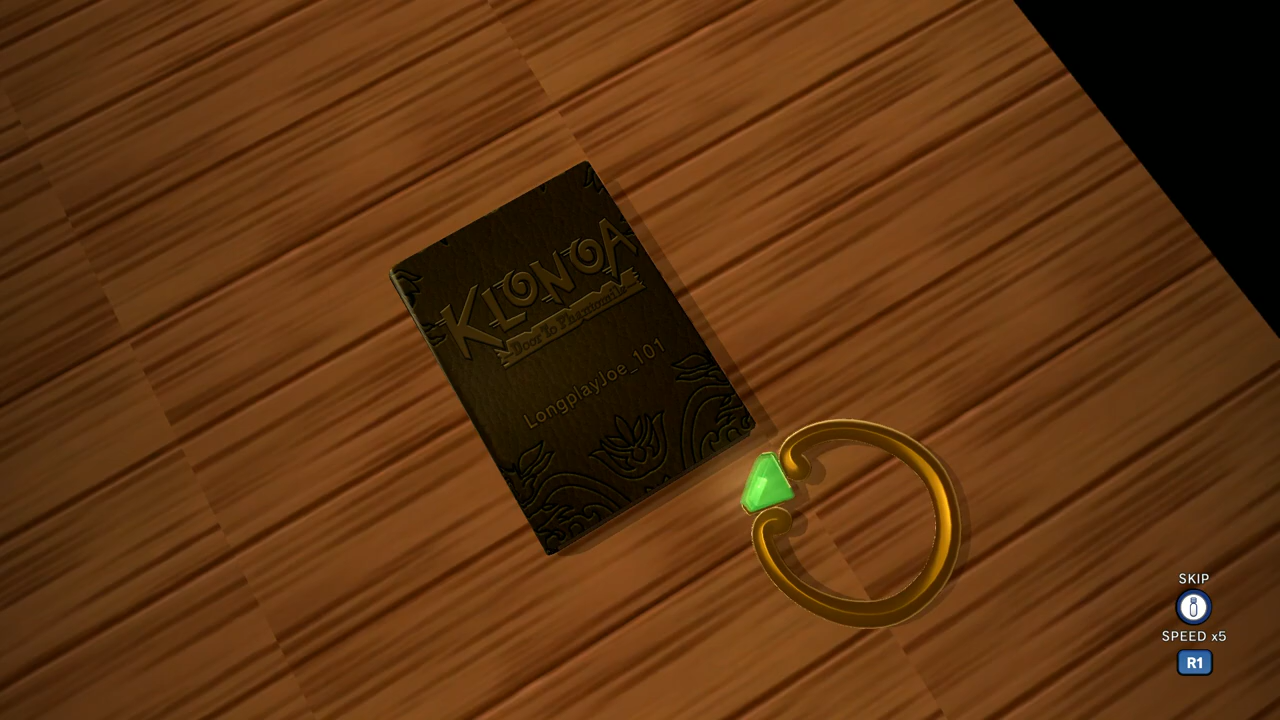 KLONOA
Door to Phantomile
LongplayJoe_101
SKIP
SPEED x5
R1